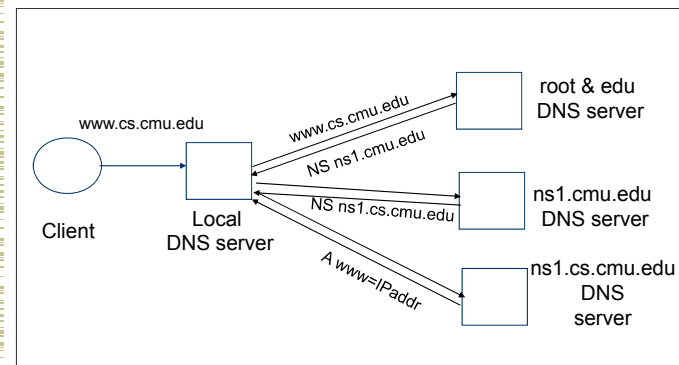 www.cs.cmu.edu
Client
Local
DNS server
www.cs.cmu.edu
NS ns1.cmu.edu
root & edu
DNS server
NS ns1.cs.cmu.edu
ns1.cmu.edu
DNS server
A www=IPaddr
ns1.cs.cmu.edu
DNS
server